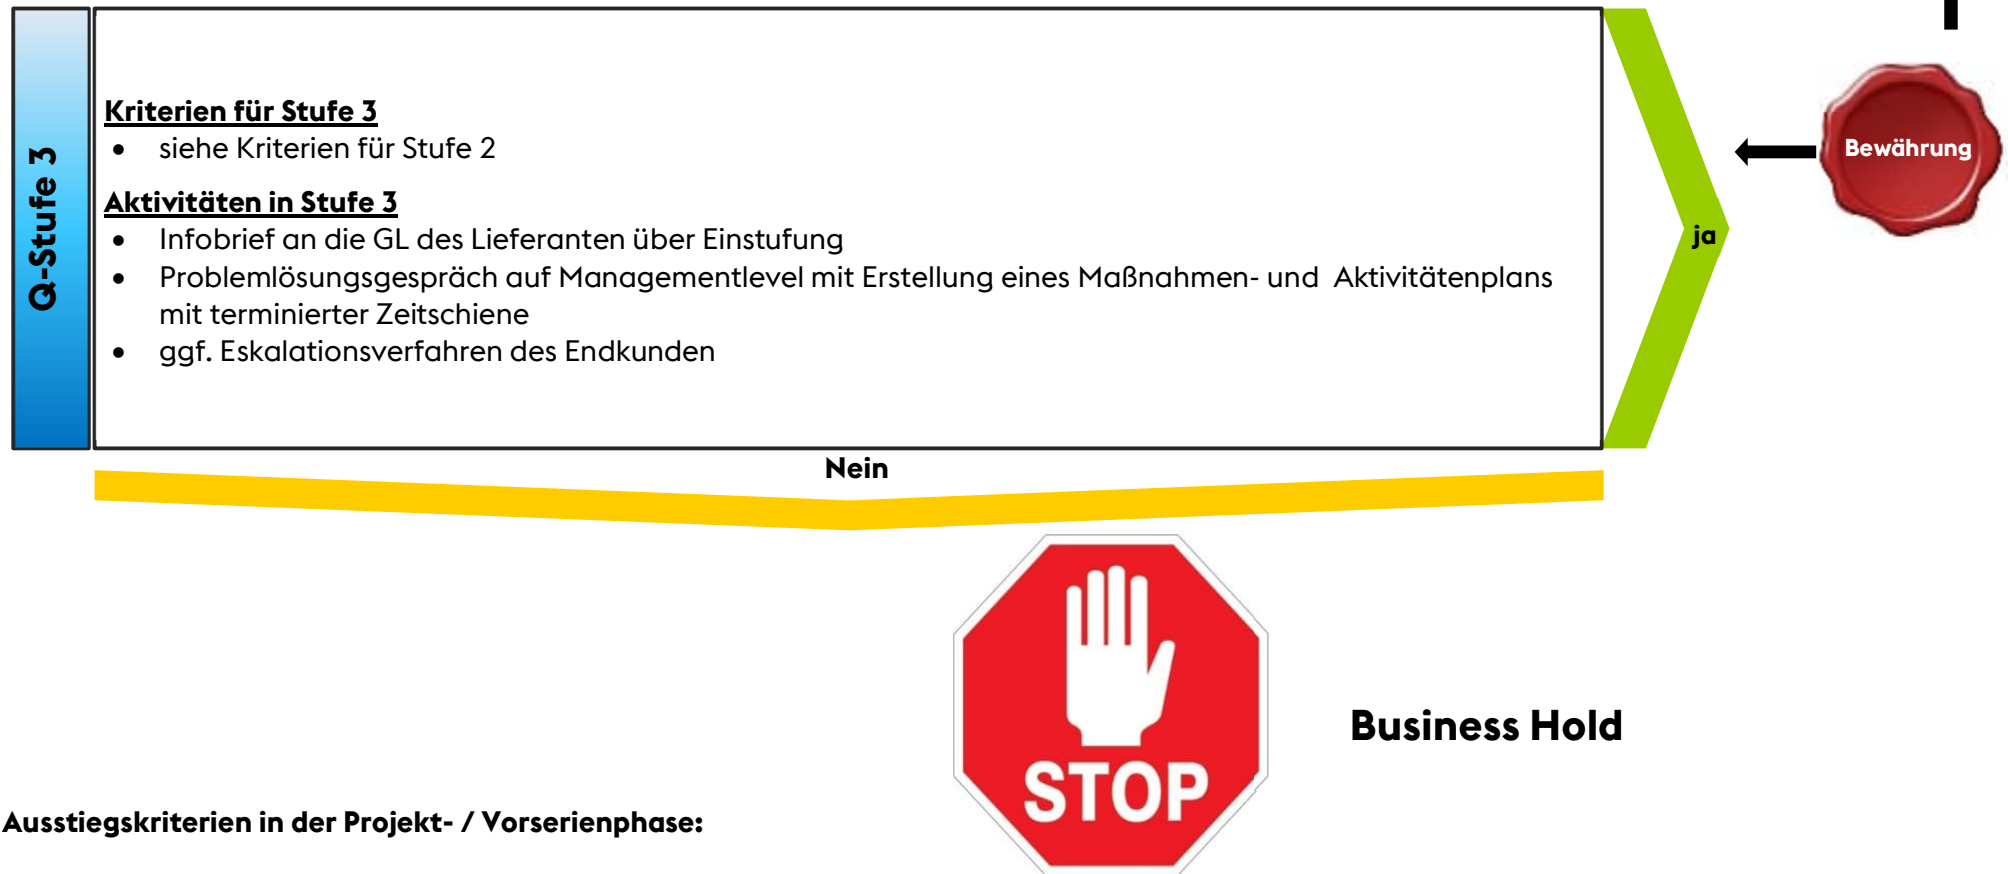 Q-Stufe 3
Kriterien für Stufe 3
• siehe Kriterien für Stufe 2
Aktivitäten in Stufe 3
• Infobrief an die GL des Lieferanten über Einstufung
• Problemlösungsgespräch auf Managementlevel mit Erstellung eines Maßnahmen- und Aktivitätenplans
mit terminierter Zeitschiene
• ggf. Eskalationsverfahren des Endkunden
ja
Bewährung
Nein
STOP
Business Hold
Ausstiegskriterien in der Projekt- / Vorserienphase: